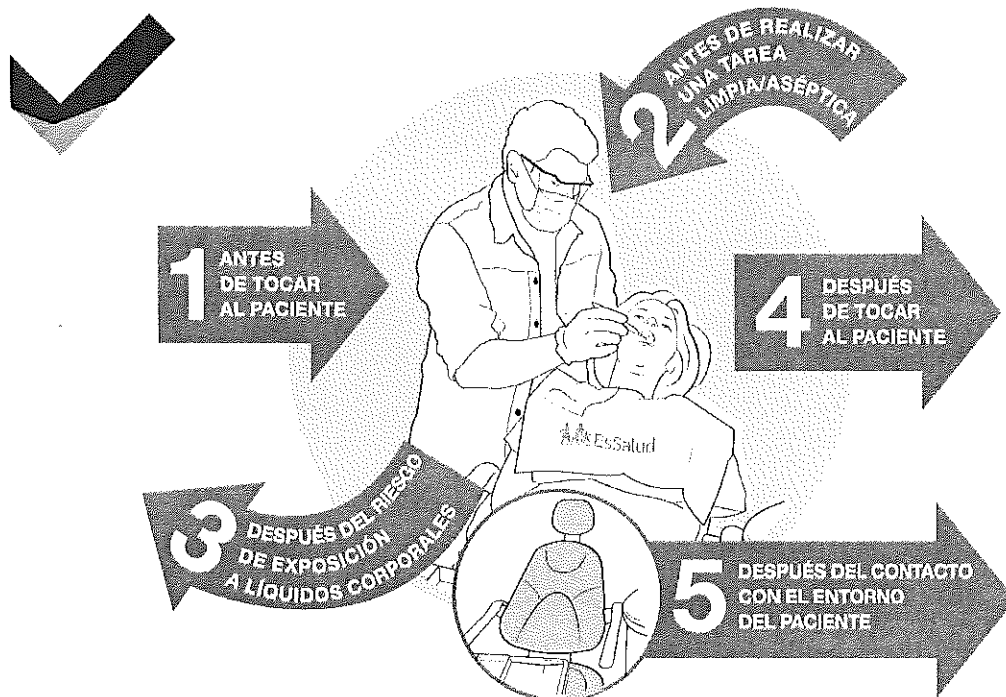 1 ANTES
DE TOCAR
AL PACIENTE
2 ANTES DE REALIZAR
UNA TAREA
LIMPIA/ASÉPTICA
3 DESPUÉS DEL RIESGO
DE EXPOSICIÓN
A LÍQUIDOS CORPORALES
4 DESPUÉS
DE TOCAR
AL PACIENTE
5 DESPUÉS DEL CONTACTO
CON EL ENTORNO
DEL PACIENTE
EsSalud